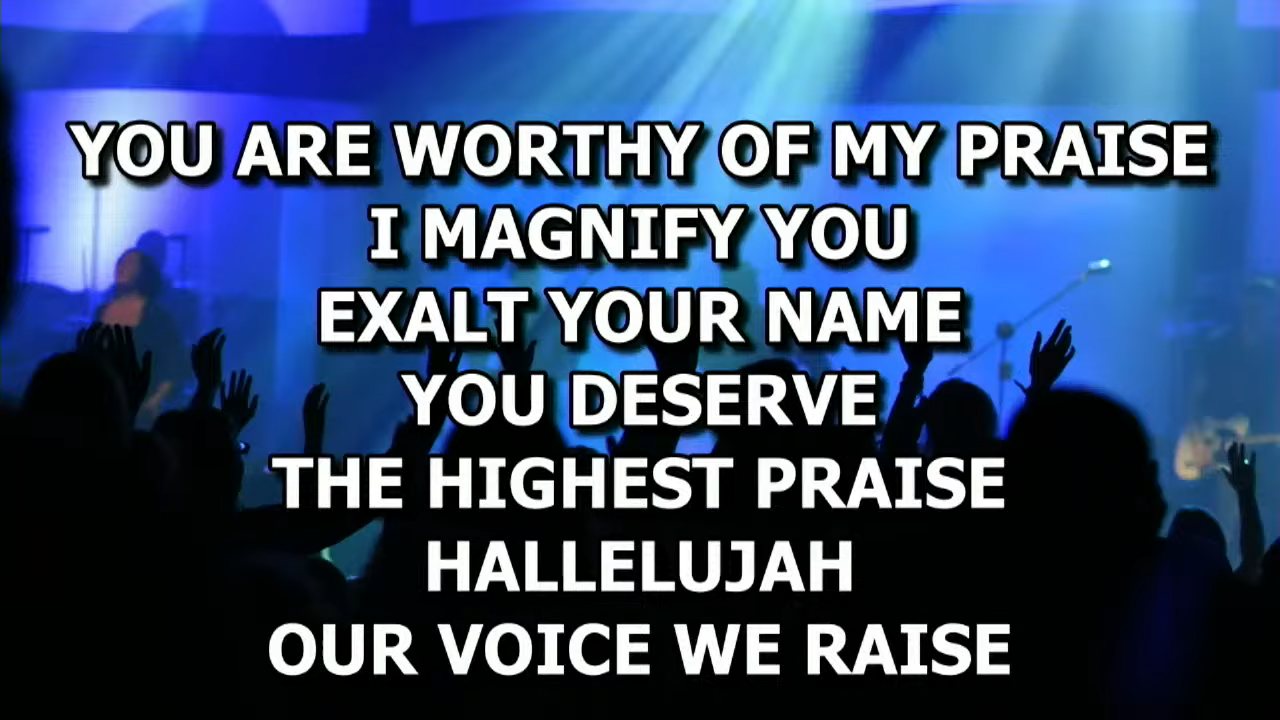 YOU ARE WORTHY OF MY PRAISE
I MAGNIFY YOU
EXALT YOUR NAME
YOU DESERVE
THE HIGHEST PRAISE
HALLELUJAH
OUR VOICE WE RAISE